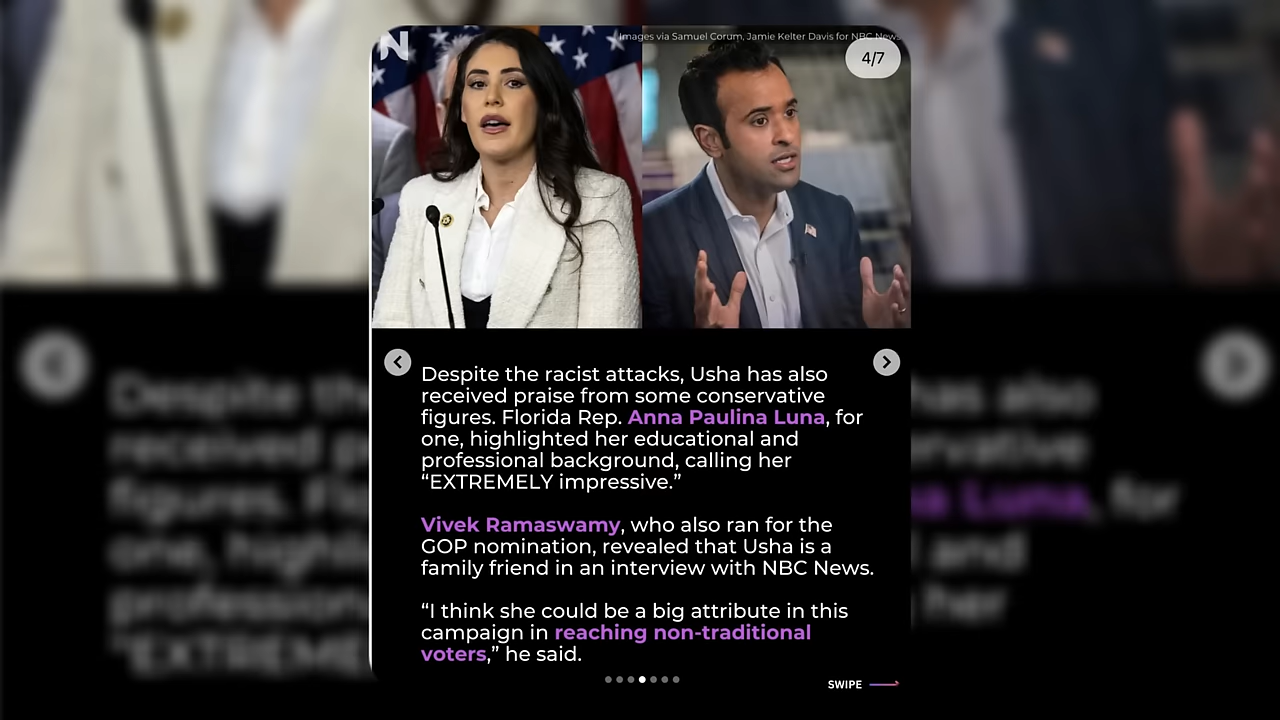 N
Images via Samuel Corum, Jamie Kelter Davis for NBC News
4/7
Despite the racist attacks, Usha has also
received praise from some conservative
figures. Florida Rep. Anna Paulina Luna, for
one, highlighted her educational and
professional background, calling her
“EXTREMELY impressive.”
Vivek Ramaswamy, who also ran for the
GOP nomination, revealed that Usha is a
family friend in an interview with NBC News.
“I think she could be a big attribute in this
campaign in reaching non-traditional
voters,” he said.
SWIPE